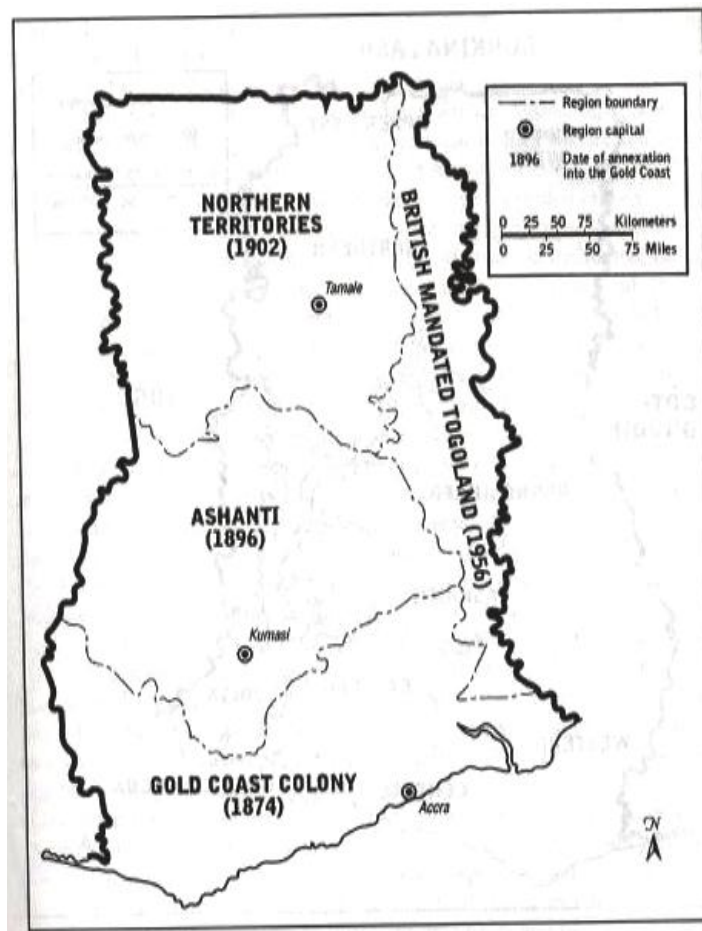 Region boundary
Region capital
1896 Date of annexation
into the Gold Coast
0 25 50 75 Kilometers
0 25 50 75 Miles
NORTHERN
TERRITORIES
(1902)
Tamale
BRITISH MANDATED TOGOLAND (1956)
ASHANTI
(1896)
Kumasi
GOLD COAST COLONY
(1874)
Accra
N